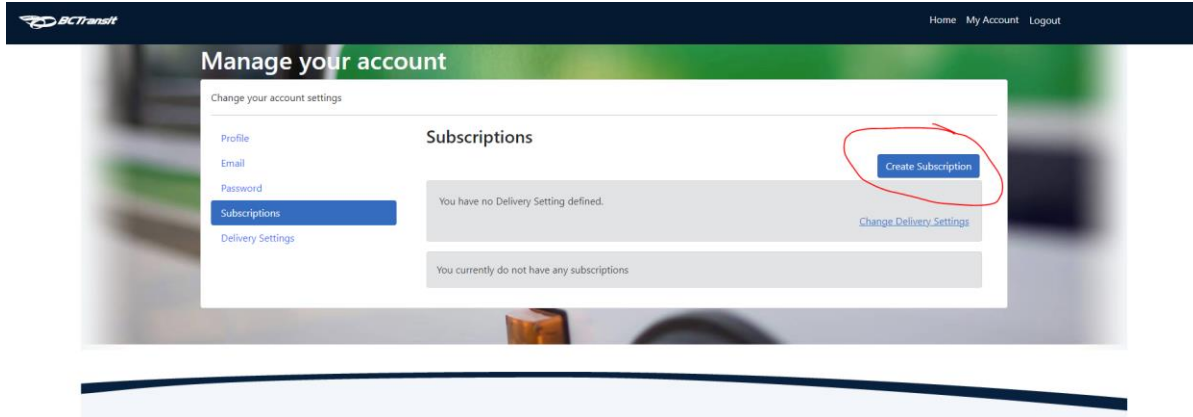 BCTransit
Home My Account Logout
Manage your account
Change your account settings
Profile
Email
Password
Subscriptions
Delivery Settings
Subscriptions
Create Subscription
You have no Delivery Setting defined.
Change Delivery Settings
You currently do not have any subscriptions